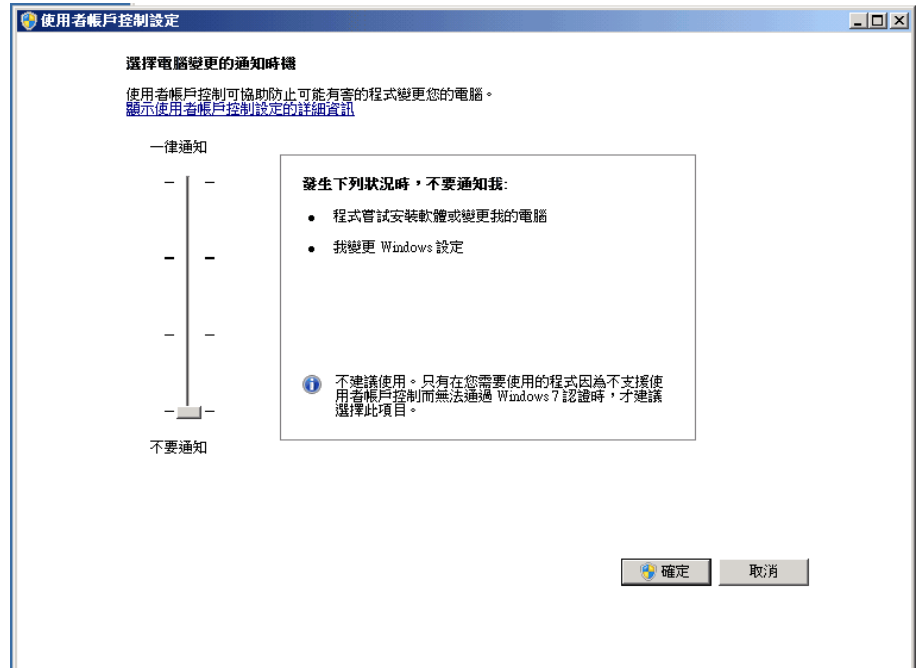 使用者帳戶控制設定
選擇電腦變更的通知時機
使用者帳戶控制可協助防止可能有害的程式變更您的電腦。
顯示使用者帳戶控制設定的詳細資訊
一律通知
發生下列狀況時，不要通知我:
程式嘗試安裝軟體或變更我的電腦
我變更 Windows 設定
不建議使用。只有在您需要使用的程式因為不支援使
用者帳戶控制而無法通過 Windows 7 認證時，才建議
選擇此項目。
不要通知
確定
取消